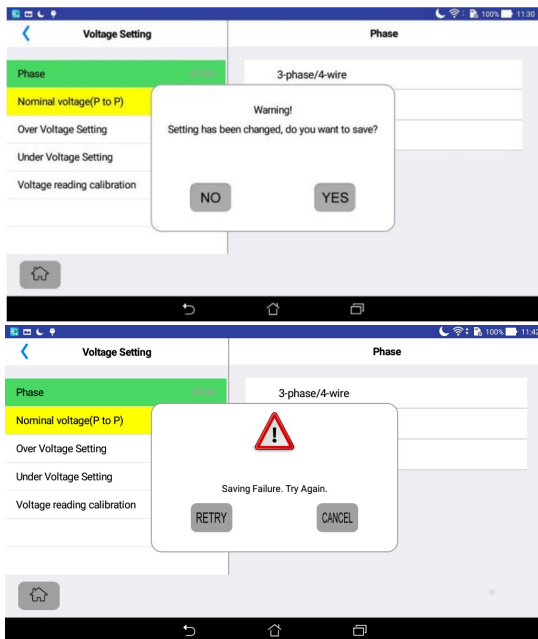 100% 11:30
Voltage Setting
Phase
Phase
3-phase/4-wire
Nominal voltage(P to P)
Over Voltage Setting
Under Voltage Setting
Voltage reading calibration
Warning!
Setting has been changed, do you want to save?
NO
YES
100% 11:42
Voltage Setting
Phase
Phase
3-phase/4-wire
Nominal voltage(P to P)
Over Voltage Setting
Under Voltage Setting
Voltage reading calibration
Saving Failure. Try Again.
RETRY
CANCEL